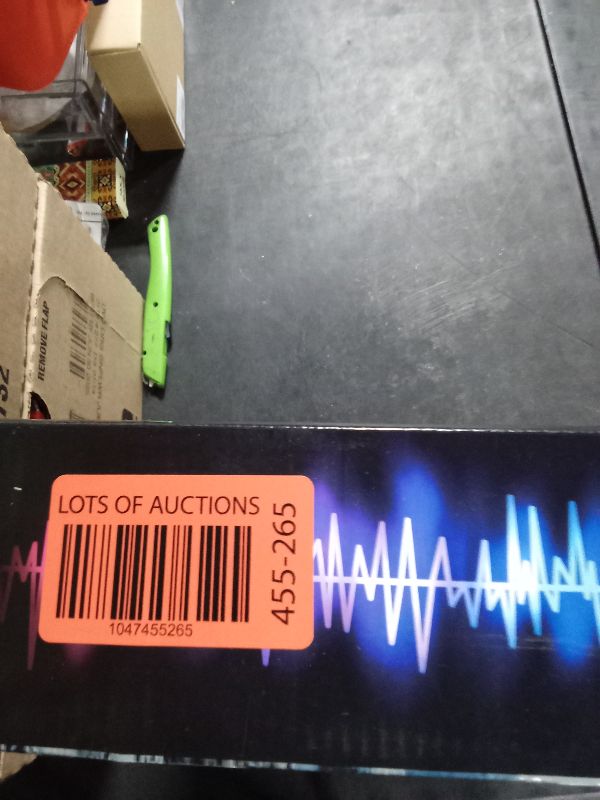 REMOVE FLAP
LOTS OF AUCTIONS
1047455265
455-265